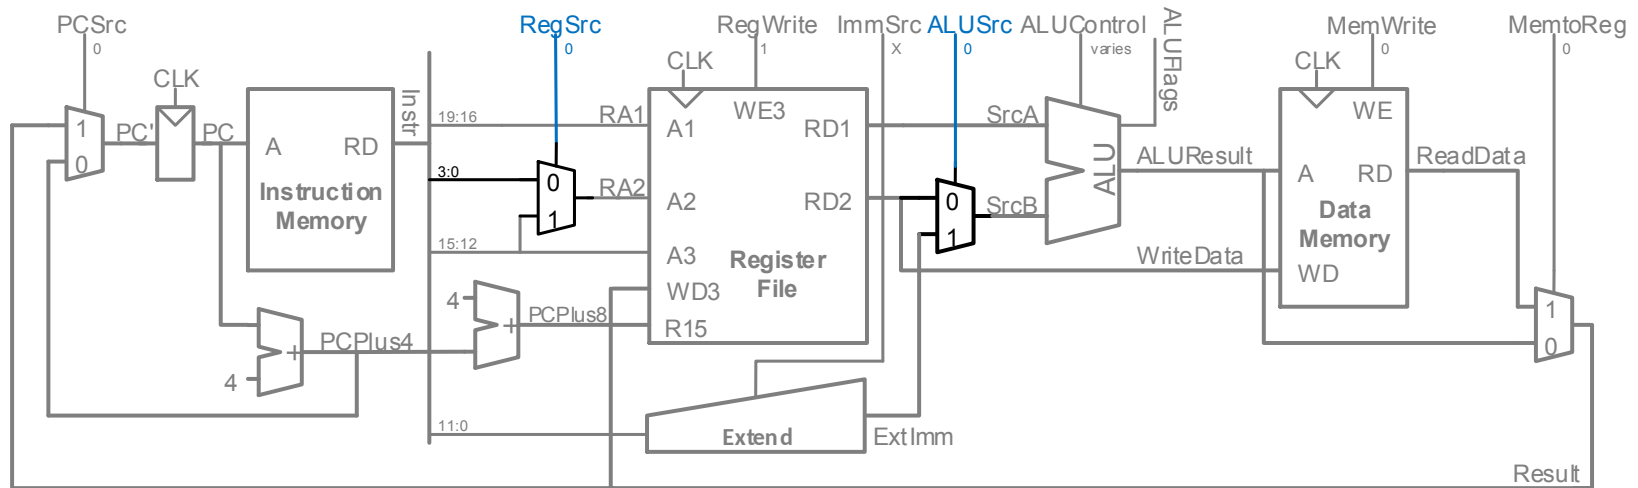 PCSrc
0
RegSrc
0
RegWrite
1
ImmSrc
X
ALUSrc
0
ALUControl
varies
ALUFlags
MemWrite
0
MemtoReg
0
CLK
CLK
CLK
1
0
PC'
PC
A
RD
Instruction
Memory
Instr
19:16
3:0
15:12
11:0
0
1
RA1
RA2
A1
A2
A3
WD3
R15
WE3
RD1
RD2
Register
File
SrcA
0
1
SrcB
ALU
ALUResult
WriteData
A
RD
WE
Data
Memory
WD
ReadData
1
0
4
+
PCPlus4
4
+
PCPlus8
Extend
ExtImm
Result